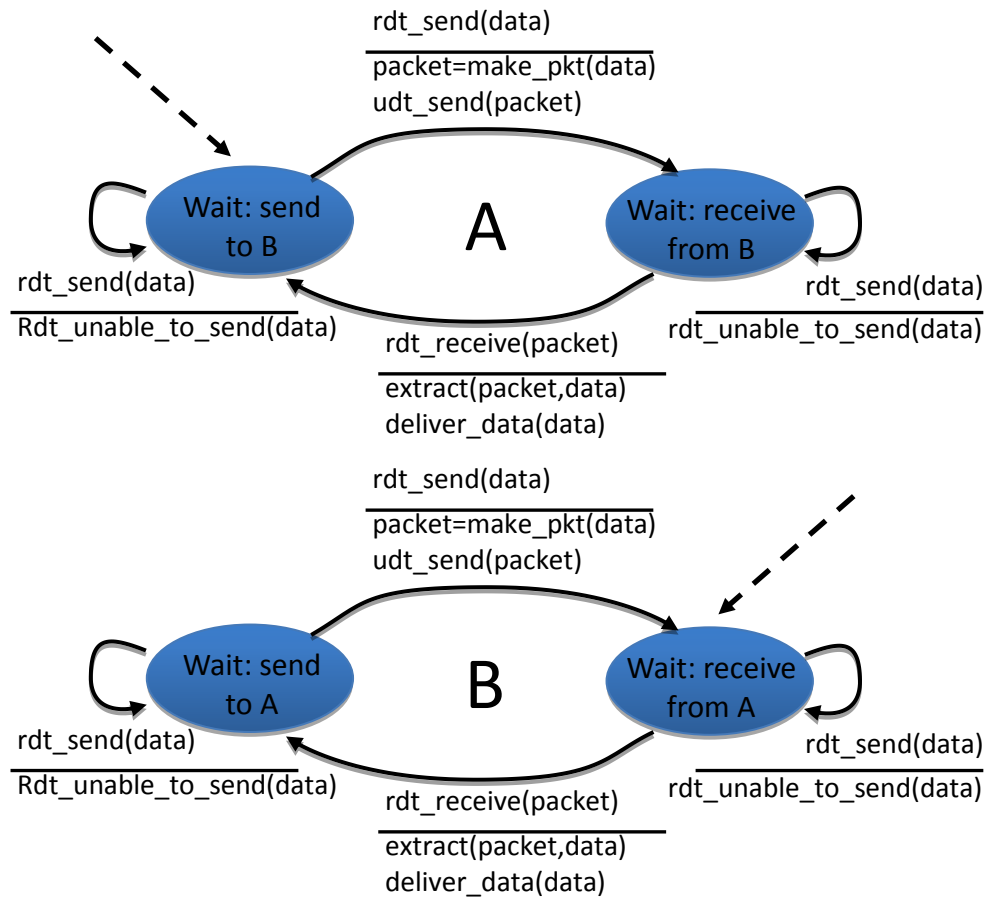 rdt_send(data)
packet=make_pkt(data)
udt_send(packet)
Wait: send
to B
A
Wait: receive
from B
rdt_send(data)
Rdt_unable_to_send(data)
rdt_send(data)
rdt_unable_to_send(data)
rdt_receive(packet)
extract(packet,data)
deliver_data(data)
rdt_send(data)
packet=make_pkt(data)
udt_send(packet)
Wait: send
to A
B
Wait: receive
from A
rdt_send(data)
Rdt_unable_to_send(data)
rdt_send(data)
rdt_unable_to_send(data)
rdt_receive(packet)
extract(packet,data)
deliver_data(data)